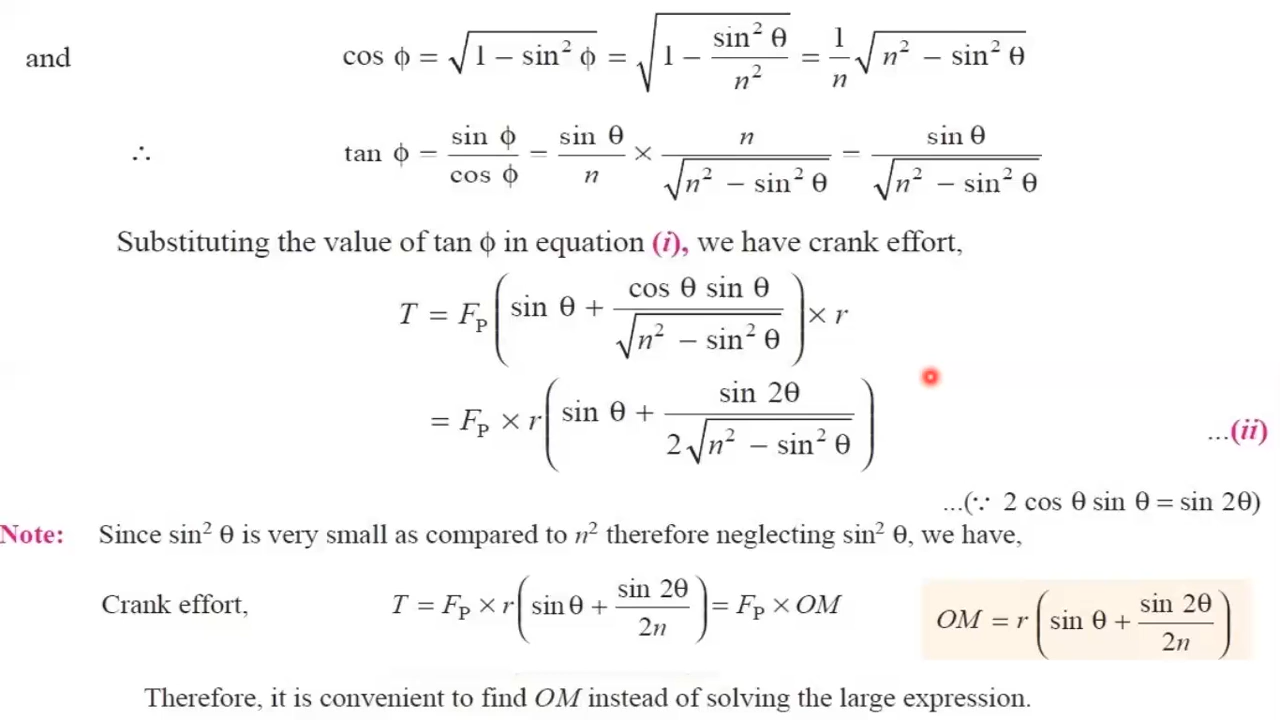 and cos ϕ = √(1 − sin² ϕ) = √(1 − sin² θ / n²) = 1/n √(n² − sin² θ)
∴ tan ϕ = sin ϕ / cos ϕ = sin θ / n × n / √(n² − sin² θ) = sin θ / √(n² − sin² θ)
Substituting the value of tan ϕ in equation (i), we have crank effort,
T = F_P (sin θ + cos θ sin θ / √(n² − sin² θ)) × r
= F_P × r (sin θ + sin 2θ / 2√(n² − sin² θ)) ...(ii)
...(∵ 2 cos θ sin θ = sin 2θ)
Note: Since sin² θ is very small as compared to n² therefore neglecting sin² θ, we have,
Crank effort, T = F_P × r (sin θ + sin 2θ / 2n) = F_P × OM OM = r (sin θ + sin 2θ / 2n)
Therefore, it is convenient to find OM instead of solving the large expression.